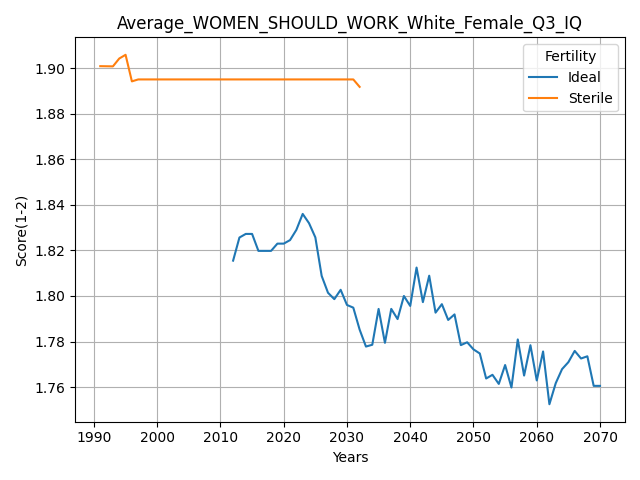 Average_WOMEN_SHOULD_WORK_White_Female_Q3_IQ
Fertility
Ideal
Sterile
Score(1-2)
1.90
1.88
1.86
1.84
1.82
1.80
1.78
1.76
1990 2000 2010 2020 2030 2040 2050 2060 2070
Years